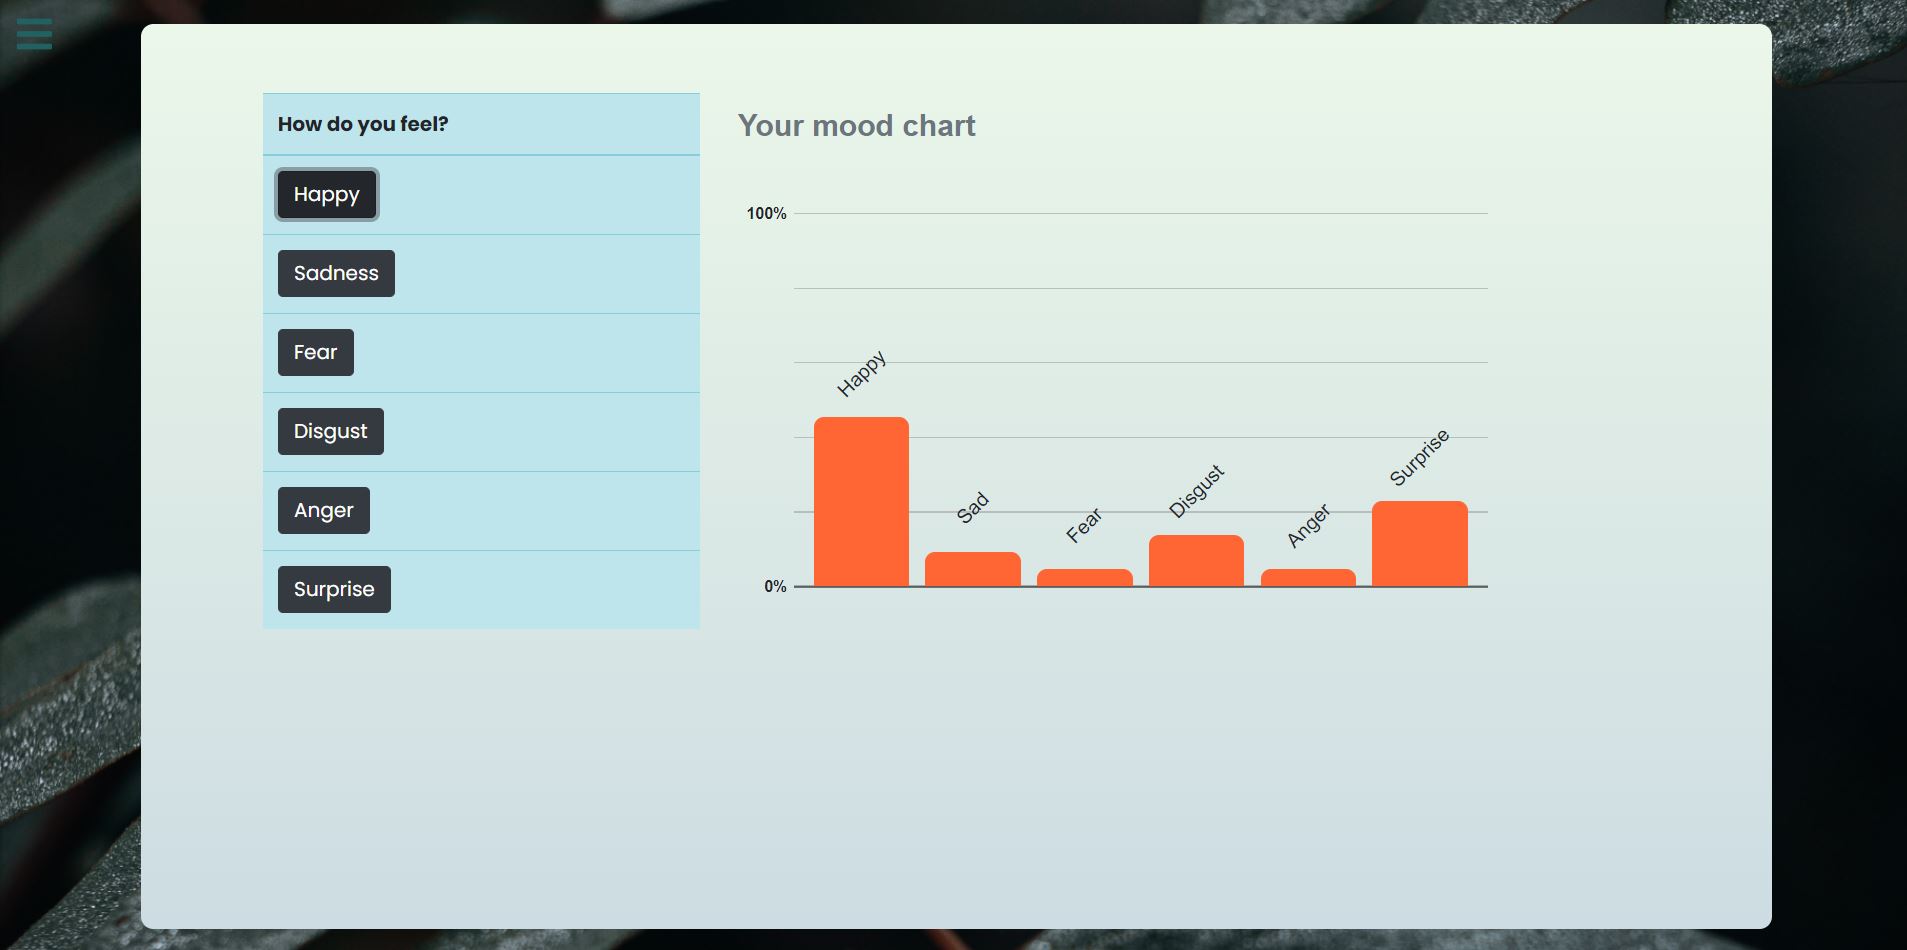 How do you feel?
Happy
Sadness
Fear
Disgust
Anger
Surprise
Your mood chart
100%
Happy
Sad
Fear
Disgust
Anger
Surprise
0%